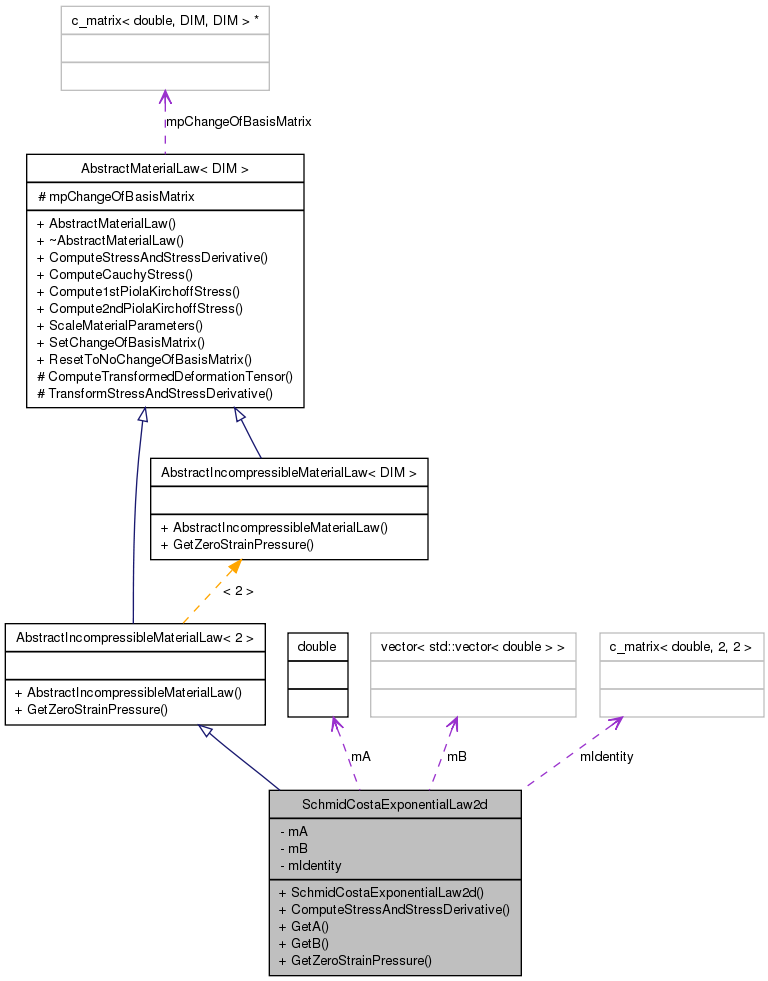 c_matrix< double, DIM, DIM > *
mpChangeOfBasisMatrix
AbstractMaterialLaw< DIM >
# mpChangeOfBasisMatrix
+ AbstractMaterialLaw()
+ ~AbstractMaterialLaw()
+ ComputeStressAndStressDerivative()
+ ComputeCauchyStress()
+ Compute1stPiolaKirchoffStress()
+ Compute2ndPiolaKirchoffStress()
+ ScaleMaterialParameters()
+ SetChangeOfBasisMatrix()
+ ResetToNoChangeOfBasisMatrix()
# ComputeTransformedDeformationTensor()
# TransformStressAndStressDerivative()
AbstractIncompressibleMaterialLaw< DIM >
+ AbstractIncompressibleMaterialLaw()
+ GetZeroStrainPressure()
< 2 >
AbstractIncompressibleMaterialLaw< 2 >
+ AbstractIncompressibleMaterialLaw()
+ GetZeroStrainPressure()
double
vector< std::vector< double > >
c_matrix< double, 2, 2 >
mA
mB
mIdentity
SchmidCostaExponentialLaw2d
- mA
- mB
- mIdentity
+ SchmidCostaExponentialLaw2d()
+ ComputeStressAndStressDerivative()
+ GetA()
+ GetB()
+ GetZeroStrainPressure()